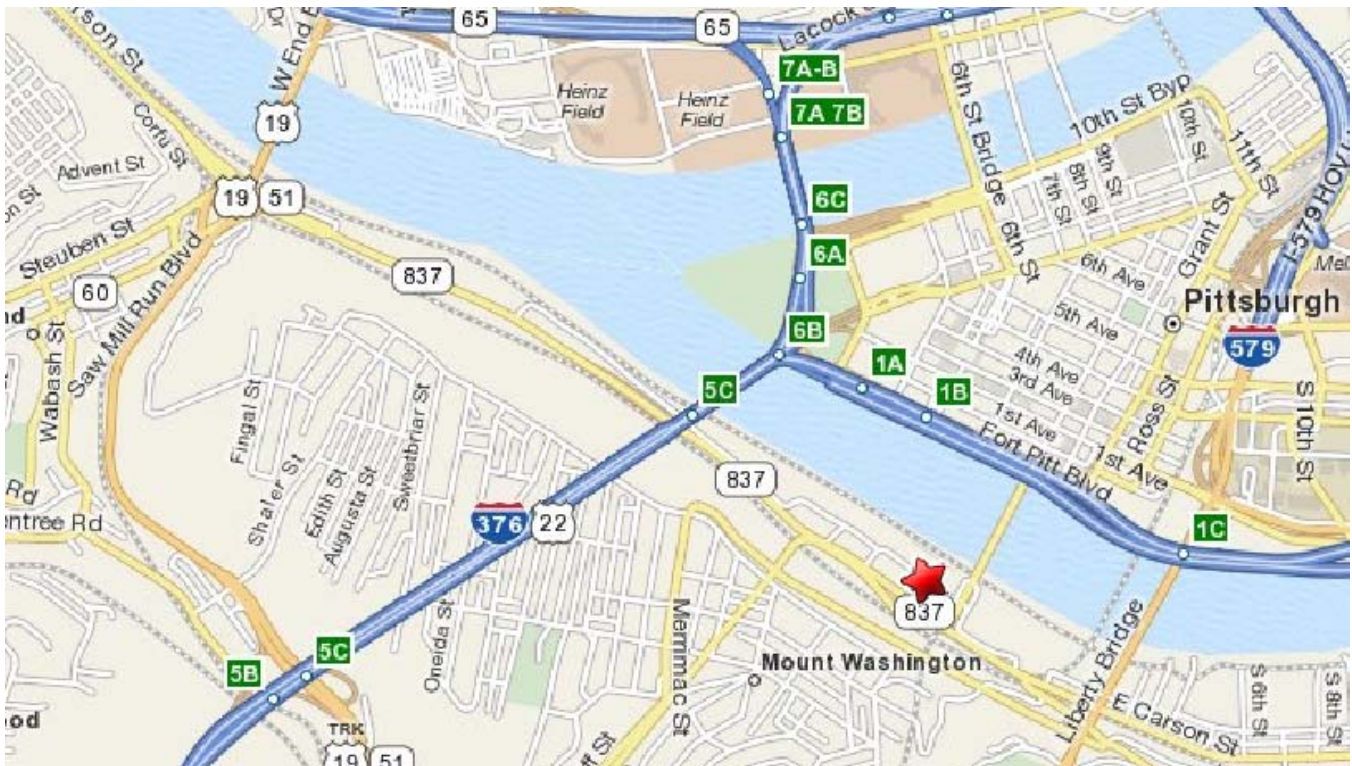 65
65
Lacock
W End
6th St Bridge
7A-B
7A 7B
Heinz
Field
Heinz
Field
19
Corfu St
Advent St
10th St Byp
10th St
11th St
9th St
8th St
7th St
6th St
19
51
Steuben St
837
6C
6A
I-579 HOV
Grant St
6th Ave
Pittsburgh
60
Saw Mill Run Blvd
Wabash St
6B
5th Ave
579
1A
4th Ave
3rd Ave
1st Ave
5C
1B
Ross St
S 10th St
Fingal St
Shaler St
Edith St
Augusta St
Sweetbriar St
Fort Pitt Blvd
1st Ave
837
Rd
entree Rd
376
22
1C
837
Oneida St
Merrimac St
Mount Washington
Liberty Bridge
5B
5C
E Carson St
S 6th St
S 8th St
ood
TRK
19
51